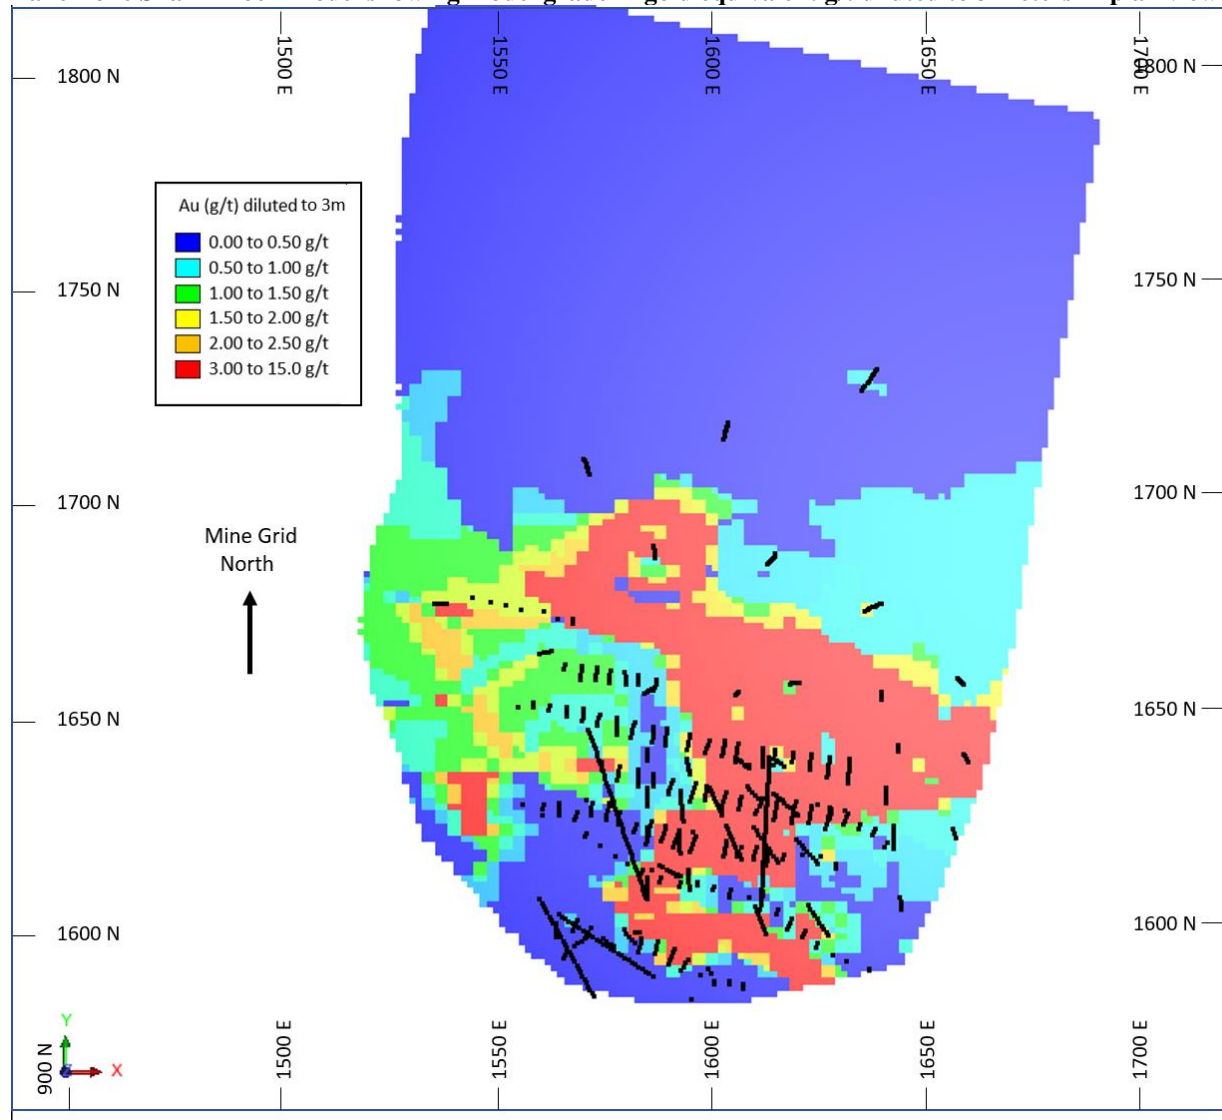 1500 E
1550 E
1600 E
1650 E
1700 E
1800 N
1800 N
Au (g/t) diluted to 3m
0.00 to 0.50 g/t
0.50 to 1.00 g/t
1.00 to 1.50 g/t
1.50 to 2.00 g/t
2.00 to 2.50 g/t
3.00 to 15.0 g/t
1750 N
1750 N
1700 N
1700 N
Mine Grid
North
1650 N
1650 N
1600 N
1600 N
Y
X
900 N
1500 E
1550 E
1600 E
1650 E
1700 E